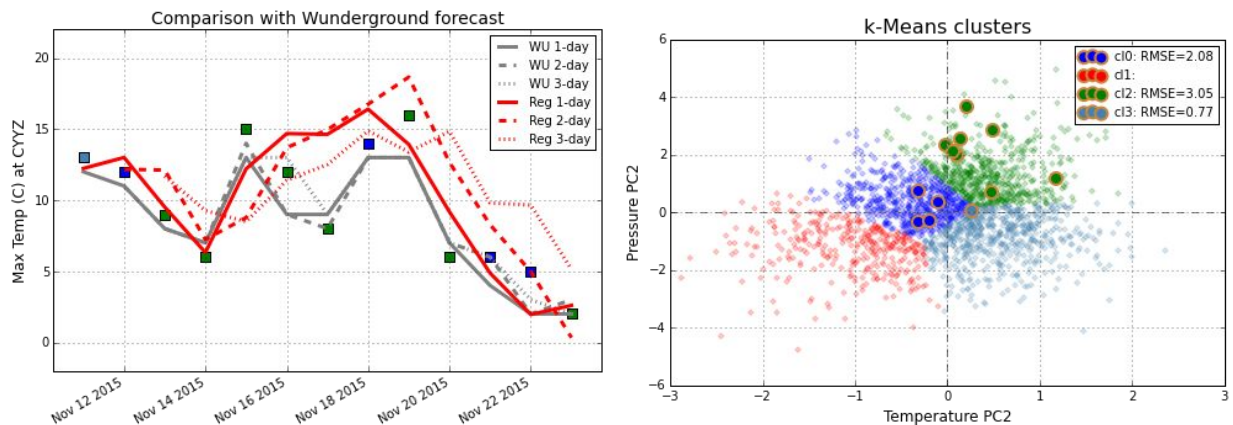 Comparison with Wunderground forecast
Max Temp (C) at CYYZ
20
15
10
5
0
WU 1-day
WU 2-day
WU 3-day
Reg 1-day
Reg 2-day
Reg 3-day
Nov 12 2015
Nov 14 2015
Nov 16 2015
Nov 18 2015
Nov 20 2015
Nov 22 2015
k-Means clusters
Pressure PC2
6
4
2
0
−2
−4
−6
cl0: RMSE=2.08
cl1:
cl2: RMSE=3.05
cl3: RMSE=0.77
−3
−2
−1
0
1
2
3
Temperature PC2